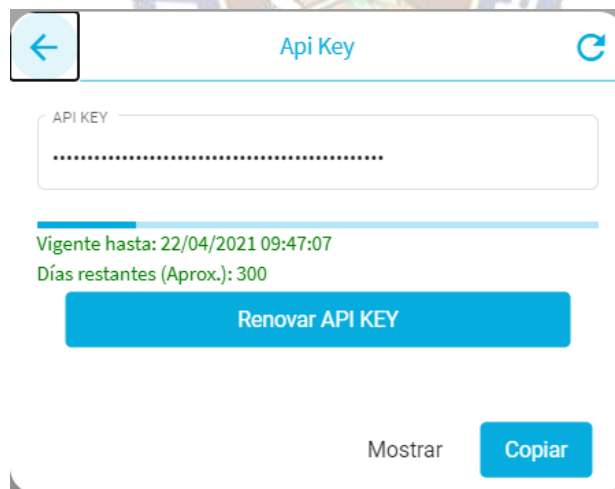 Api Key
API KEY
Vigente hasta: 22/04/2021 09:47:07
Días restantes (Aprox.): 300
Renovar API KEY
Mostrar
Copiar